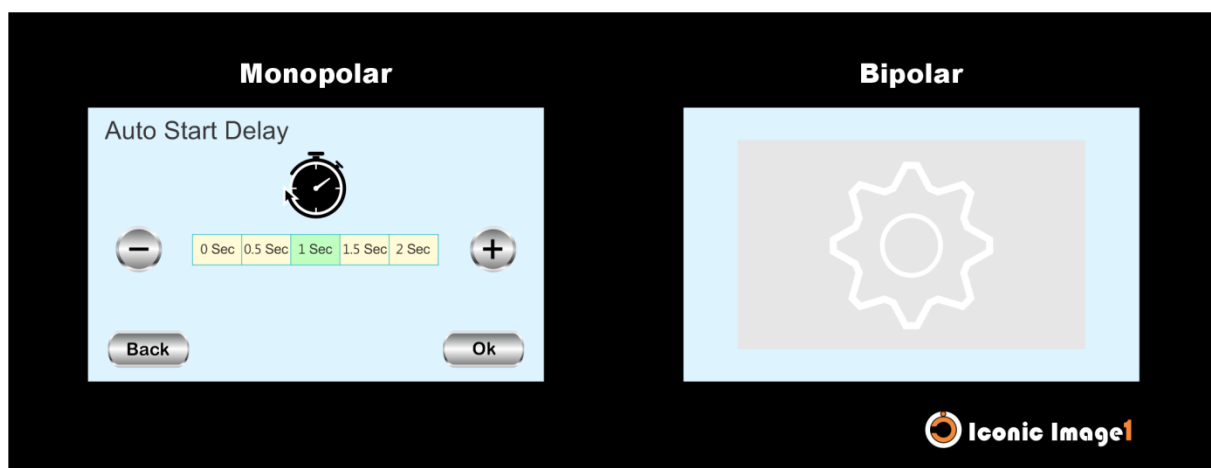 Monopolar
Bipolar
Auto Start Delay
0 Sec 0.5 Sec 1 Sec 1.5 Sec 2 Sec
Back
Ok
Iconic Image1